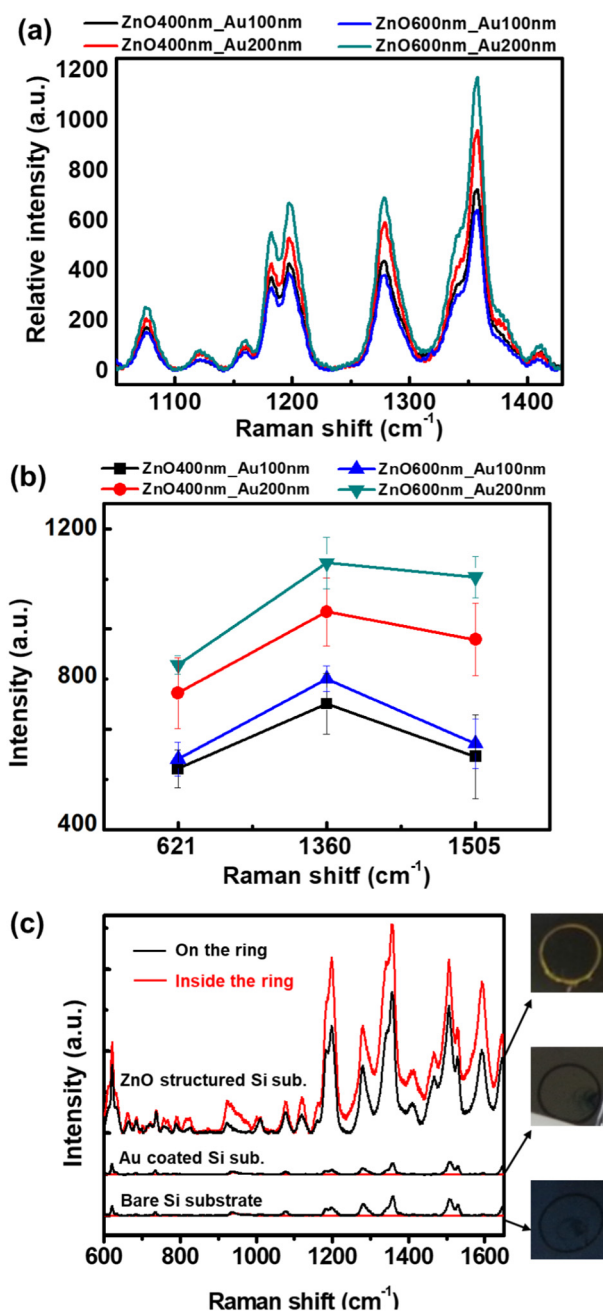 (a)
ZnO400nm_Au100nm ZnO600nm_Au100nm
ZnO400nm_Au200nm ZnO600nm_Au200nm
Relative intensity (a.u.)
1200
1000
800
600
400
200
0
1100 1200 1300 1400
Raman shift (cm-1)
(b)
ZnO400nm_Au100nm ZnO600nm_Au100nm
ZnO400nm_Au200nm ZnO600nm_Au200nm
Intensity (a.u.)
1200
800
400
621 1360 1505
Raman shitf (cm-1)
(c)
On the ring
Inside the ring
Intensity (a.u.)
ZnO structured Si sub.
Au coated Si sub.
Bare Si substrate
600 800 1000 1200 1400 1600
Raman shift (cm-1)